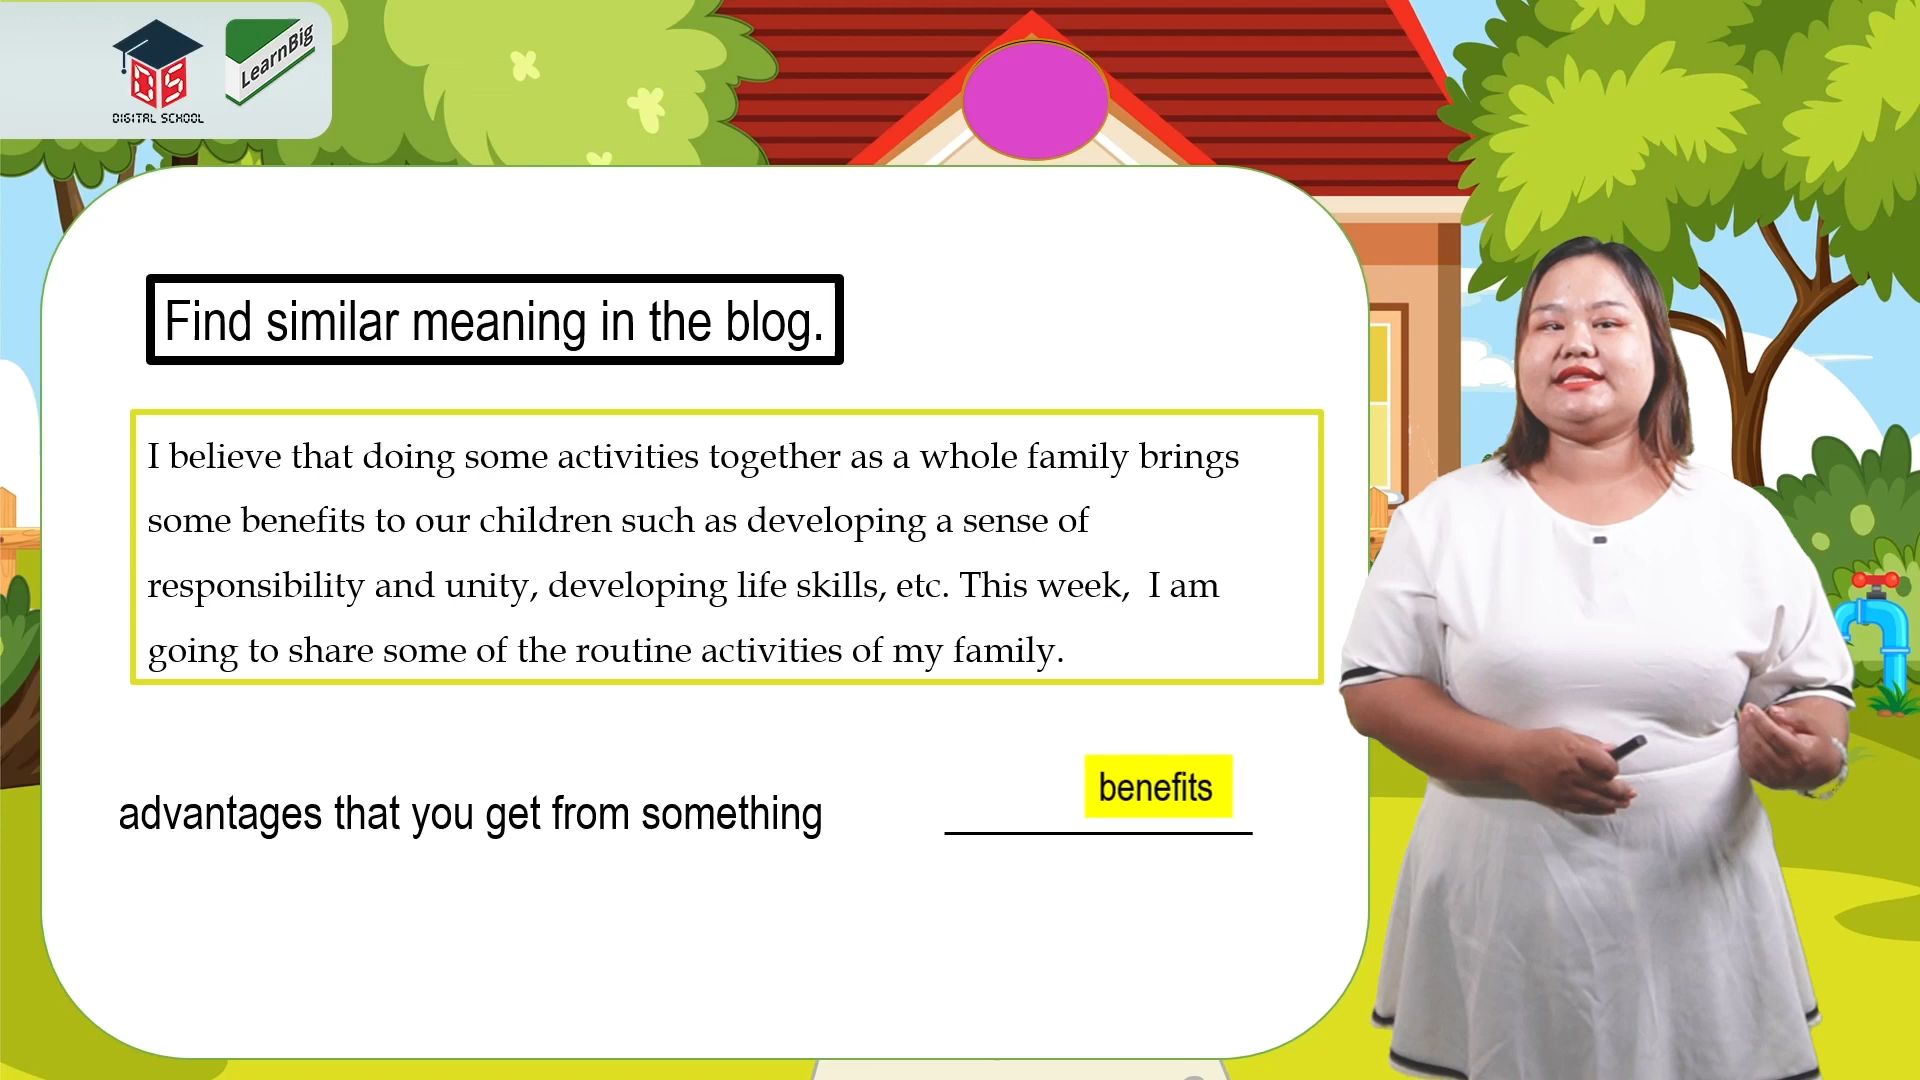 DS
DIGITAL SCHOOL
LearnBig
Find similar meaning in the blog.
I believe that doing some activities together as a whole family brings
some benefits to our children such as developing a sense of
responsibility and unity, developing life skills, etc. This week,  I am
going to share some of the routine activities of my family.
advantages that you get from something
benefits